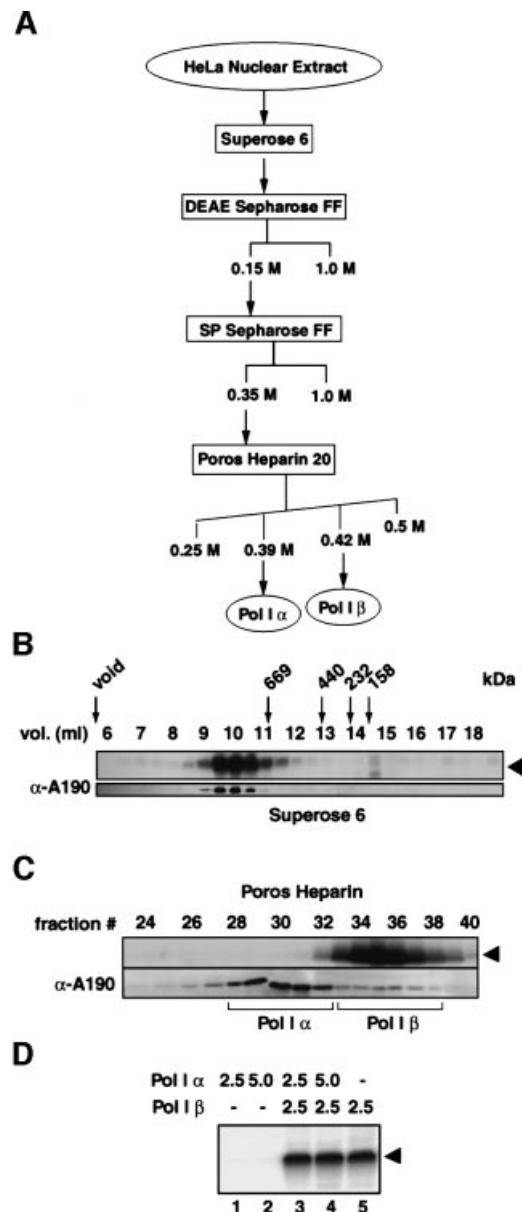 A
HeLa Nuclear Extract
Superose 6
DEAE Sepharose FF
0.15 M 1.0 M
SP Sepharose FF
0.35 M 1.0 M
Poros Heparin 20
0.25 M 0.39 M 0.42 M 0.5 M
Pol I α Pol I β
B
void 669 440 232 158 kDa
vol. (ml) 6 7 8 9 10 11 12 13 14 15 16 17 18
α-A190
Superose 6
C
Poros Heparin
fraction # 24 26 28 30 32 34 36 38 40
α-A190
Pol I α Pol I β
D
Pol I α 2.5 5.0 2.5 5.0 -
Pol I β - - 2.5 2.5 2.5
1 2 3 4 5